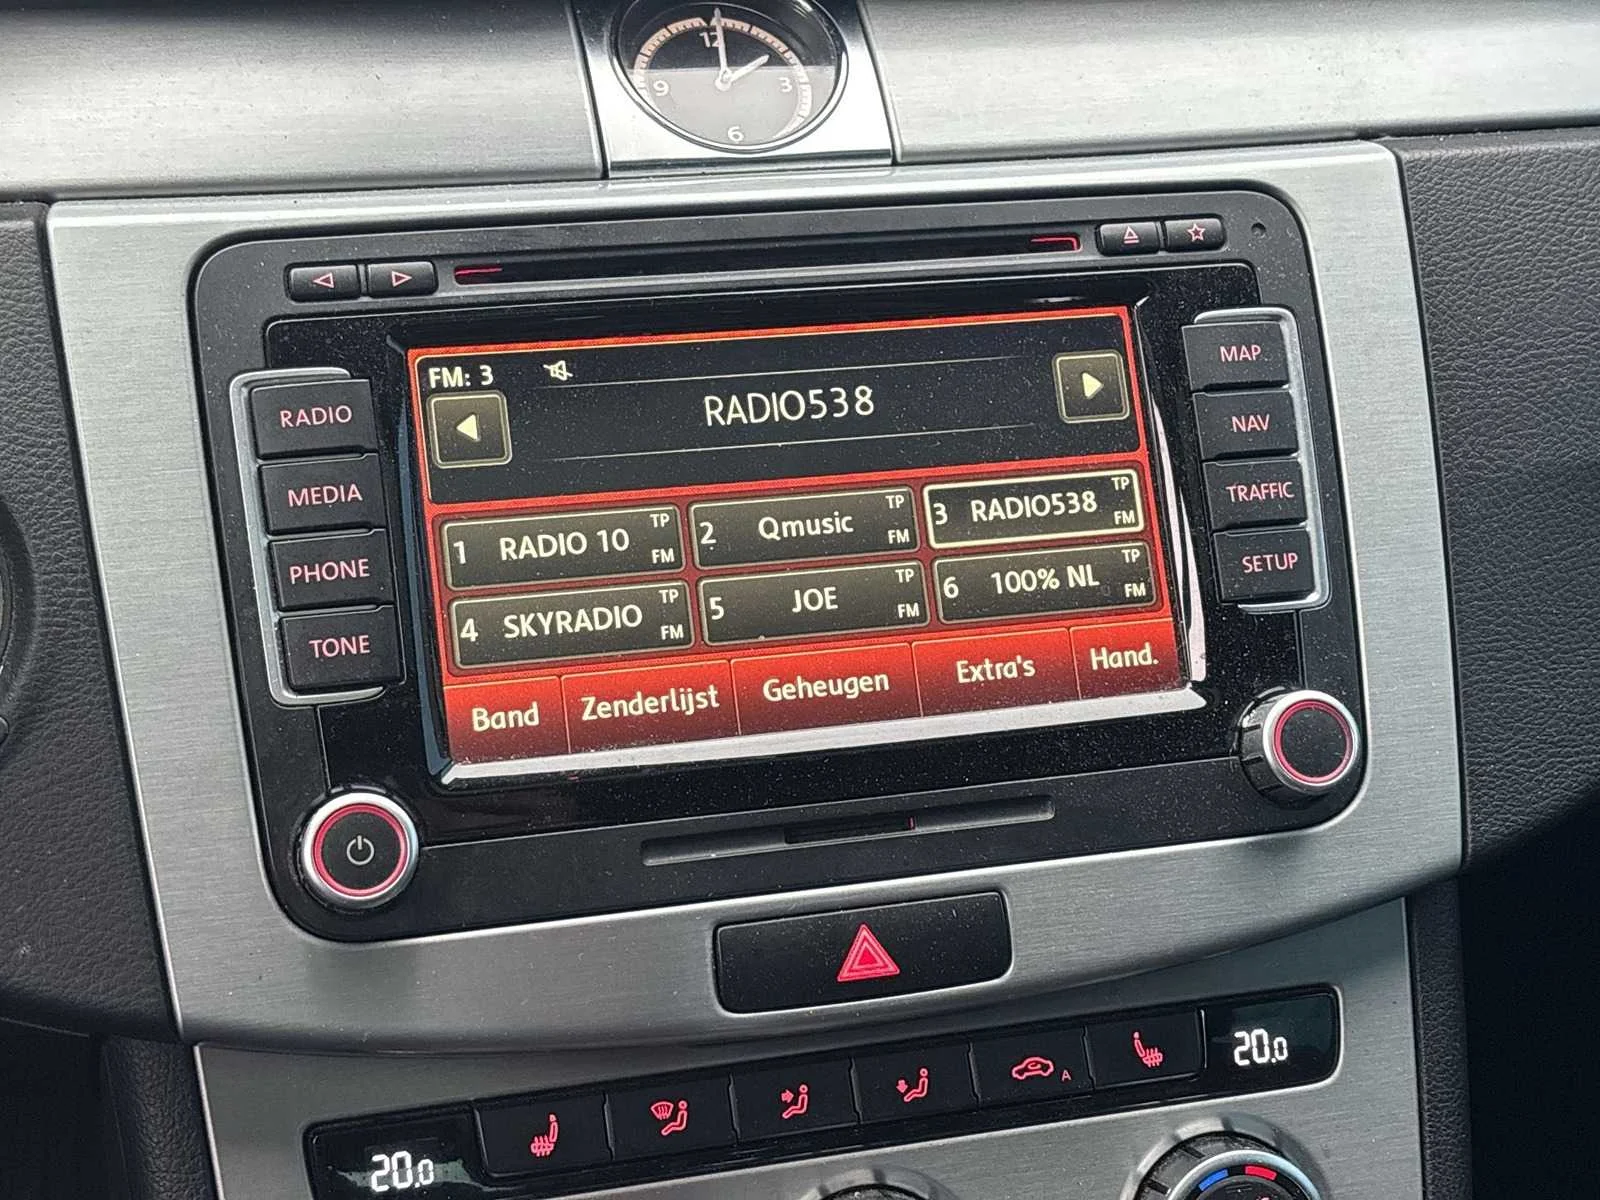 12
9
3
6
RADIO
MEDIA
PHONE
TONE
FM: 3
RADIO538
1 RADIO 10 TP FM
2 Qmusic TP FM
3 RADIO538 TP FM
4 SKYRADIO TP FM
5 JOE TP FM
6 100% NL TP FM
Band
Zenderlijst
Geheugen
Extra's
Hand.
MAP
NAV
TRAFFIC
SETUP
20.0
A
20.0